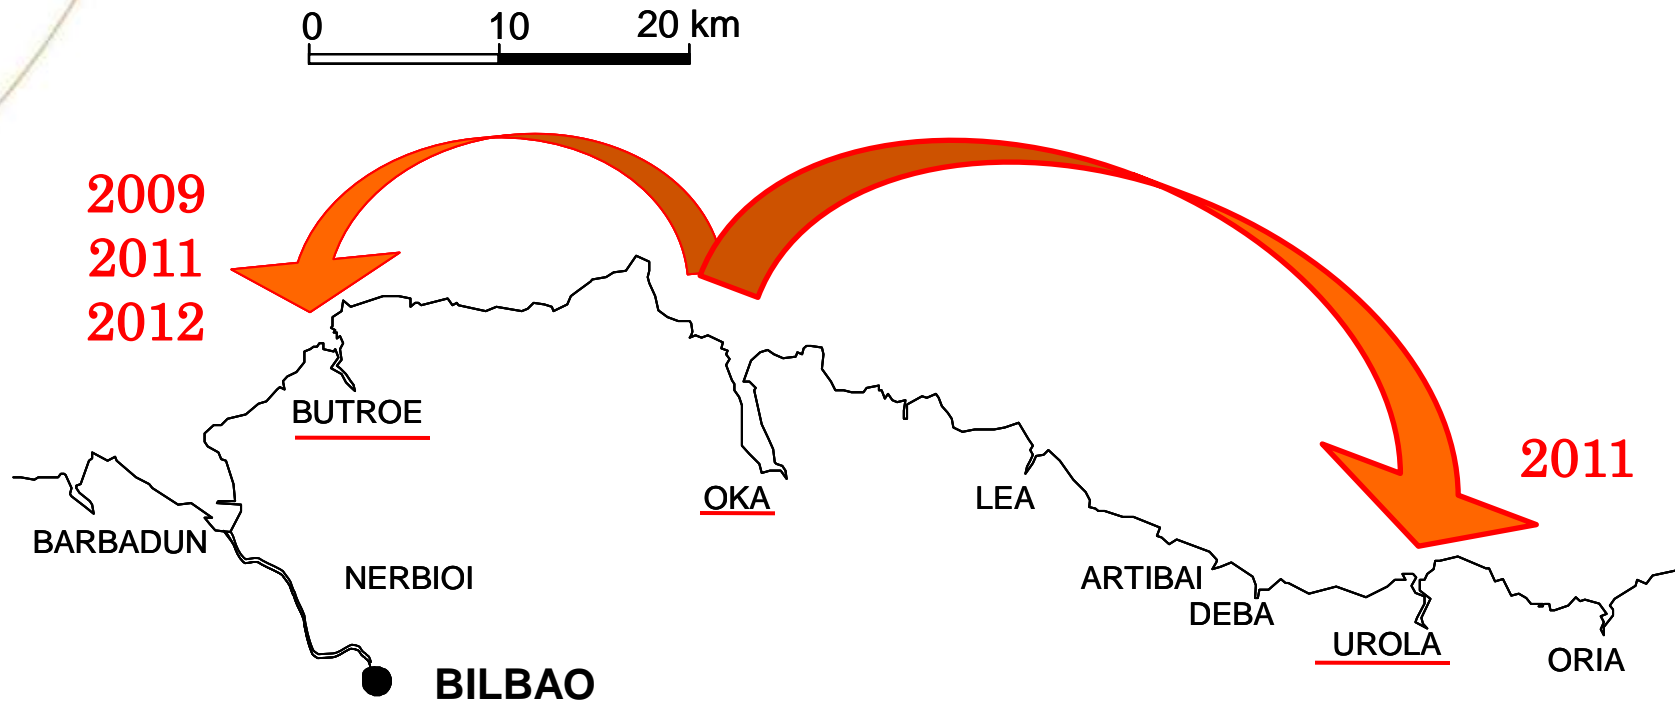 0 10 20 km
2009
2011
2012
BUTROE
2011
OKA
LEA
BARBADUN
NERBIOI
ARTIBAI
DEBA
UROLA
ORIA
BILBAO